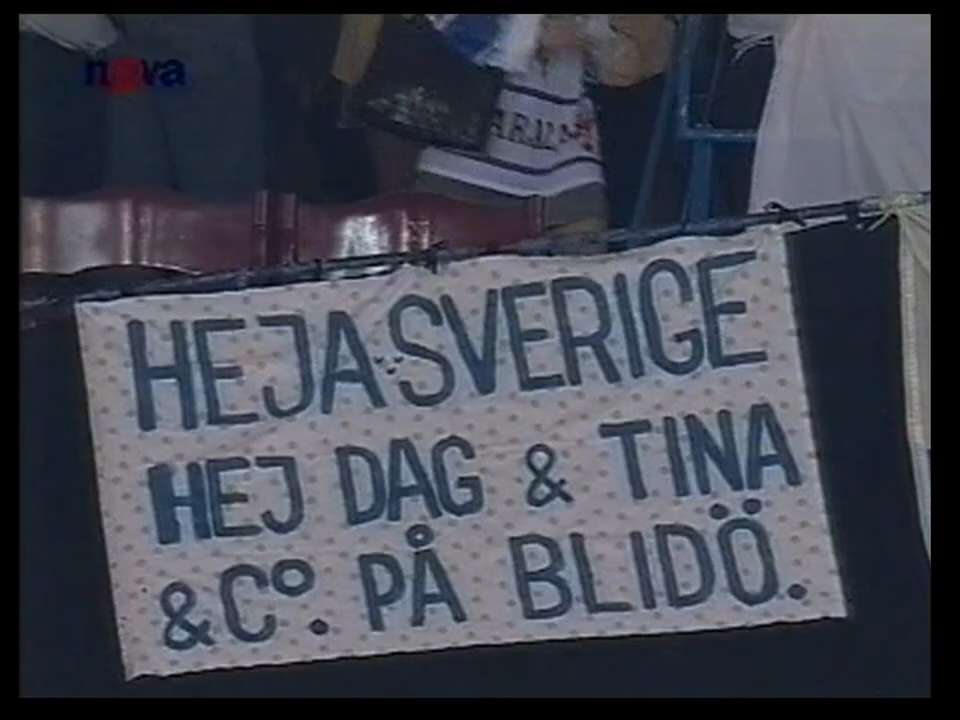 nova
HEJA SVERIGE
HEJ DAG & TINA
& Cº. PÅ BLIDÖ.